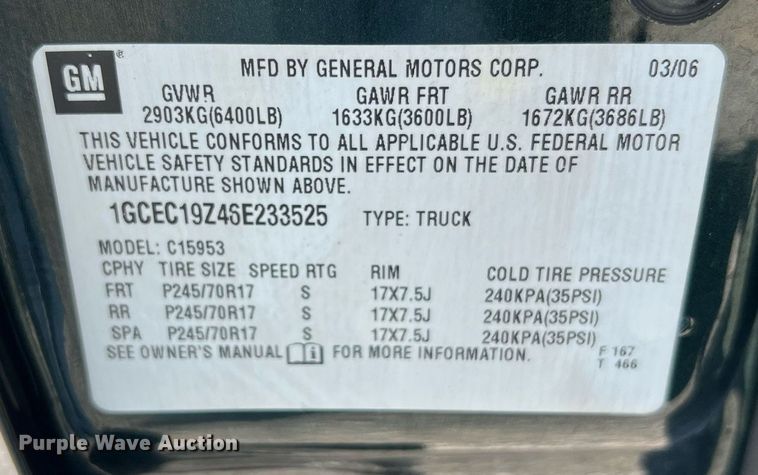 GM
MFD BY GENERAL MOTORS CORP. 03/06
GVWR GAWR FRT GAWR RR
2903KG(6400LB) 1633KG(3600LB) 1672KG(3686LB)
THIS VEHICLE CONFORMS TO ALL APPLICABLE U.S. FEDERAL MOTOR
VEHICLE SAFETY STANDARDS IN EFFECT ON THE DATE OF
MANUFACTURE SHOWN ABOVE.
1GCEC19Z46E233525 TYPE: TRUCK
MODEL: C15953
CPHY TIRE SIZE SPEED RTG RIM COLD TIRE PRESSURE
FRT P245/70R17 S 17X7.5J 240KPA(35PSI)
RR P245/70R17 S 17X7.5J 240KPA(35PSI)
SPA P245/70R17 S 17X7.5J 240KPA(35PSI)
SEE OWNER'S MANUAL FOR MORE INFORMATION. F 167
T 466
Purple Wave Auction